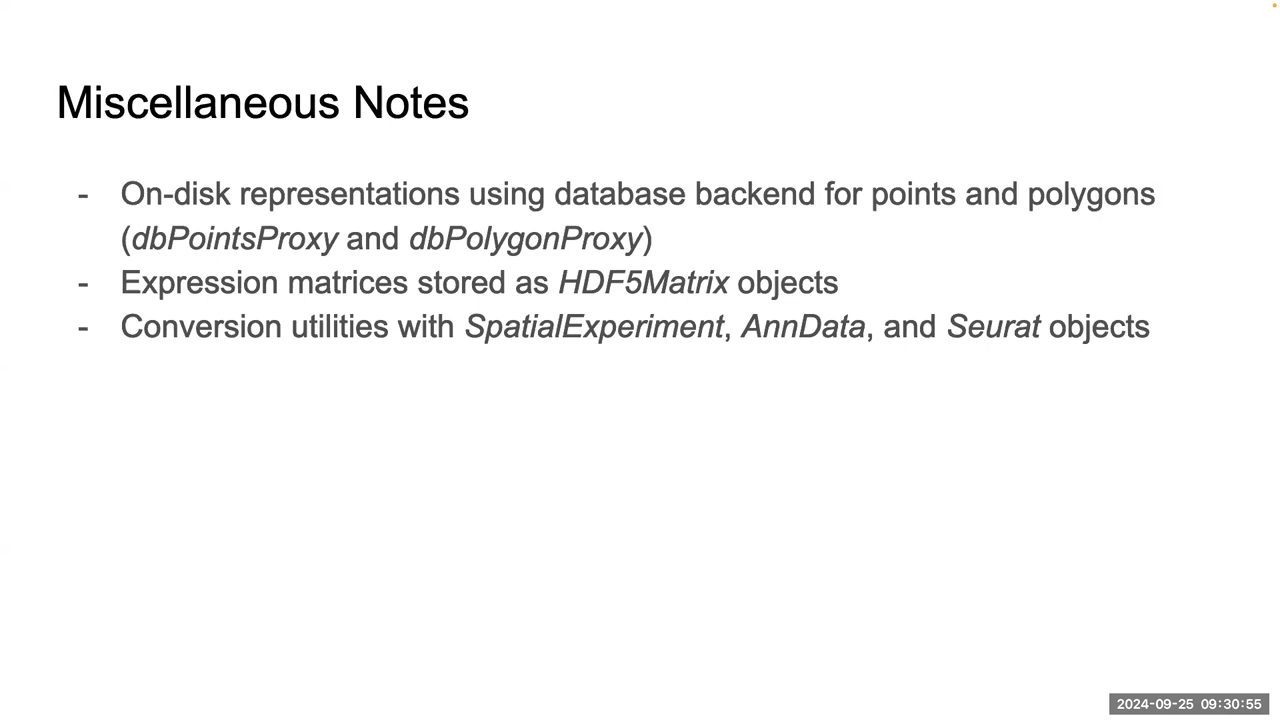 Miscellaneous Notes
- On-disk representations using database backend for points and polygons
(dbPointsProxy and dbPolygonProxy)
- Expression matrices stored as HDF5Matrix objects
- Conversion utilities with SpatialExperiment, AnnData, and Seurat objects
2024-09-25 09:30:55